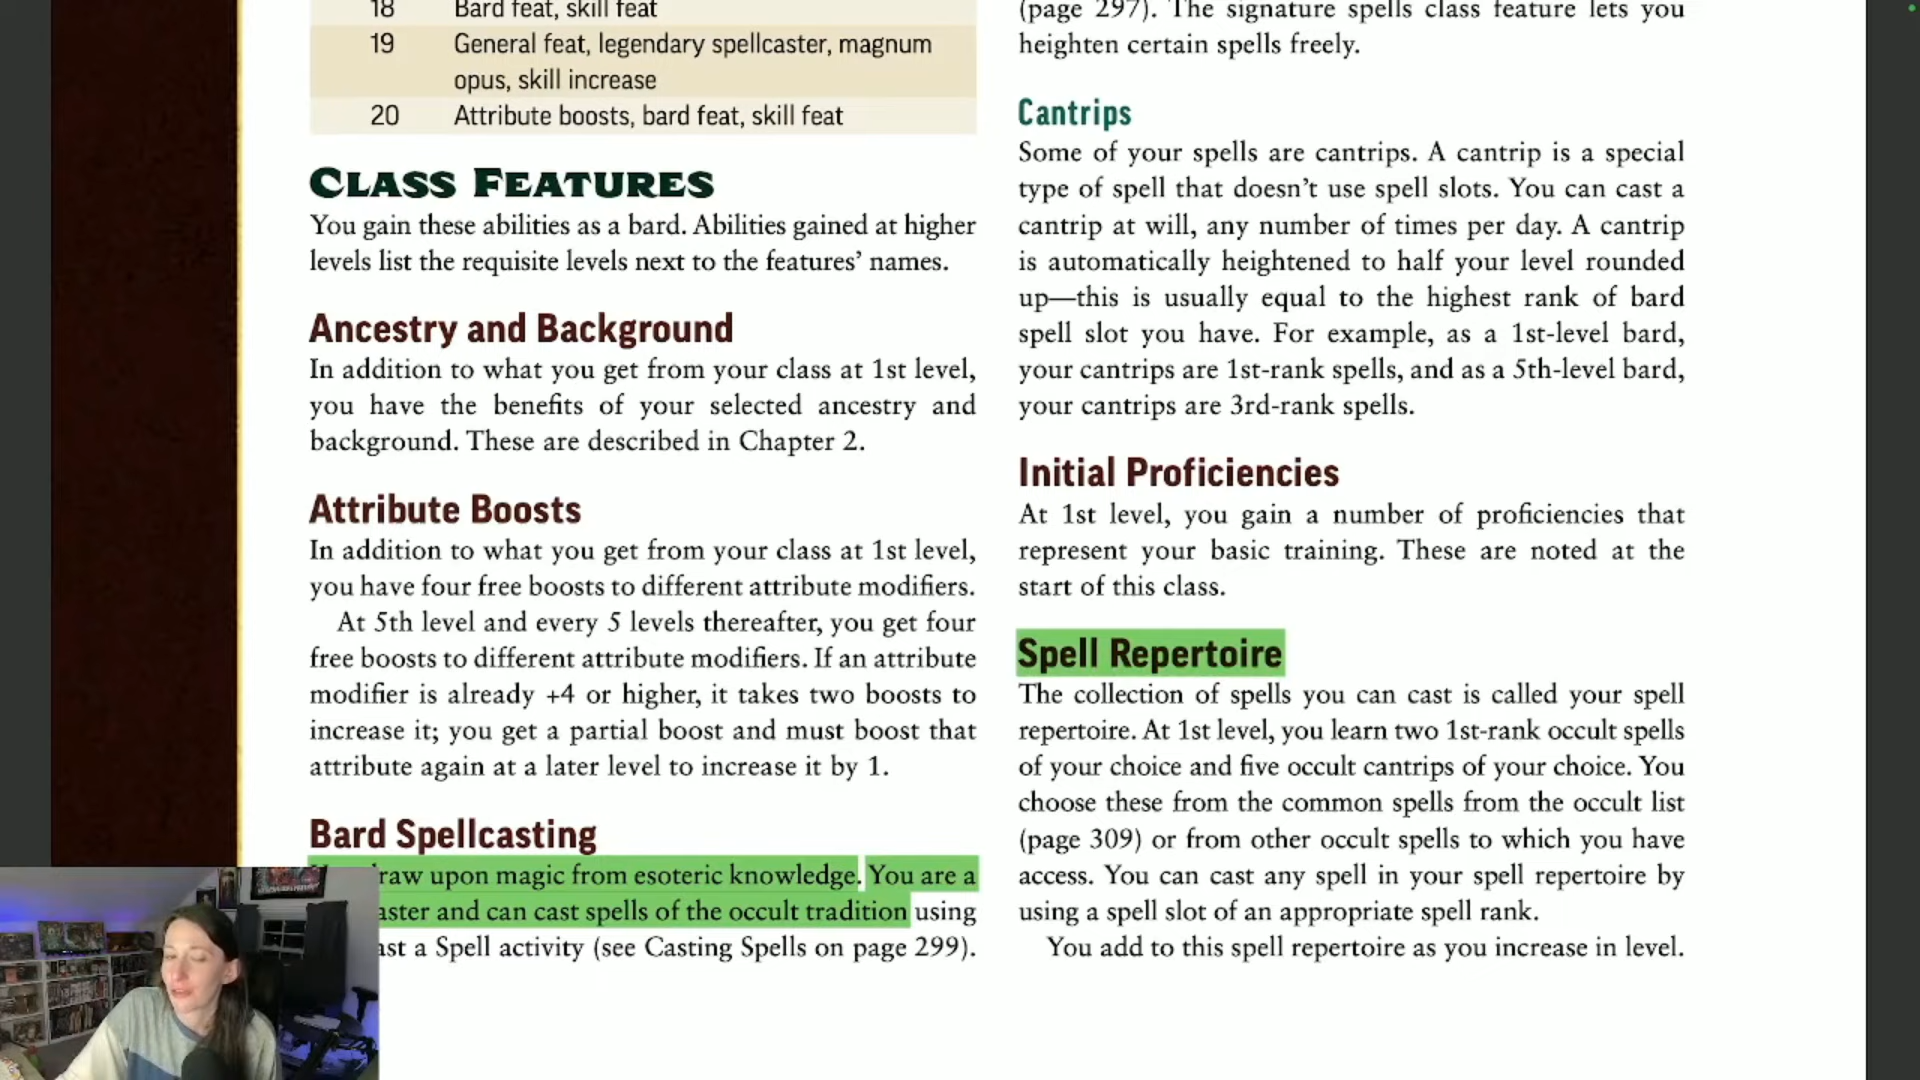 18 Bard feat, skill feat
19 General feat, legendary spellcaster, magnum
opus, skill increase
20 Attribute boosts, bard feat, skill feat
CLASS FEATURES
You gain these abilities as a bard. Abilities gained at higher
levels list the requisite levels next to the features’ names.
Ancestry and Background
In addition to what you get from your class at 1st level,
you have the benefits of your selected ancestry and
background. These are described in Chapter 2.
Attribute Boosts
In addition to what you get from your class at 1st level,
you have four free boosts to different attribute modifiers.
At 5th level and every 5 levels thereafter, you get four
free boosts to different attribute modifiers. If an attribute
modifier is already +4 or higher, it takes two boosts to
increase it; you get a partial boost and must boost that
attribute again at a later level to increase it by 1.
Bard Spellcasting
raw upon magic from esoteric knowledge. You are a
aster and can cast spells of the occult tradition using
ast a Spell activity (see Casting Spells on page 299).
(page 297). The signature spells class feature lets you
heighten certain spells freely.
Cantrips
Some of your spells are cantrips. A cantrip is a special
type of spell that doesn’t use spell slots. You can cast a
cantrip at will, any number of times per day. A cantrip
is automatically heightened to half your level rounded
up—this is usually equal to the highest rank of bard
spell slot you have. For example, as a 1st-level bard,
your cantrips are 1st-rank spells, and as a 5th-level bard,
your cantrips are 3rd-rank spells.
Initial Proficiencies
At 1st level, you gain a number of proficiencies that
represent your basic training. These are noted at the
start of this class.
Spell Repertoire
The collection of spells you can cast is called your spell
repertoire. At 1st level, you learn two 1st-rank occult spells
of your choice and five occult cantrips of your choice. You
choose these from the common spells from the occult list
(page 309) or from other occult spells to which you have
access. You can cast any spell in your spell repertoire by
using a spell slot of an appropriate spell rank.
You add to this spell repertoire as you increase in level.